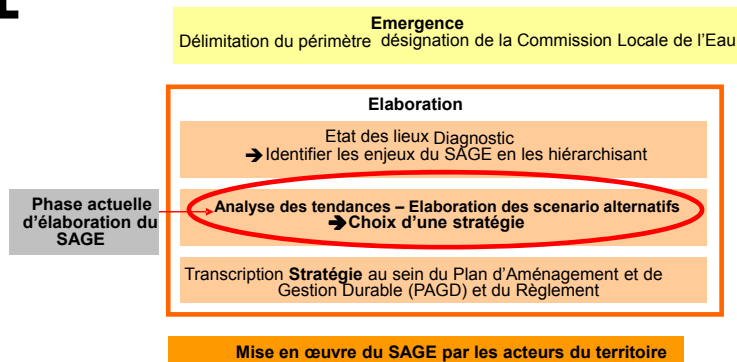 Emergence
Délimitation du périmètre désignation de la Commission Locale de l'Eau
Elaboration
Etat des lieux Diagnostic
➔Identifier les enjeux du SAGE en les hiérarchisant
Phase actuelle
d'élaboration du
SAGE
Analyse des tendances – Elaboration des scenario alternatifs
➔Choix d'une stratégie
Transcription Stratégie au sein du Plan d'Aménagement et de
Gestion Durable (PAGD) et du Règlement
Mise en œuvre du SAGE par les acteurs du territoire